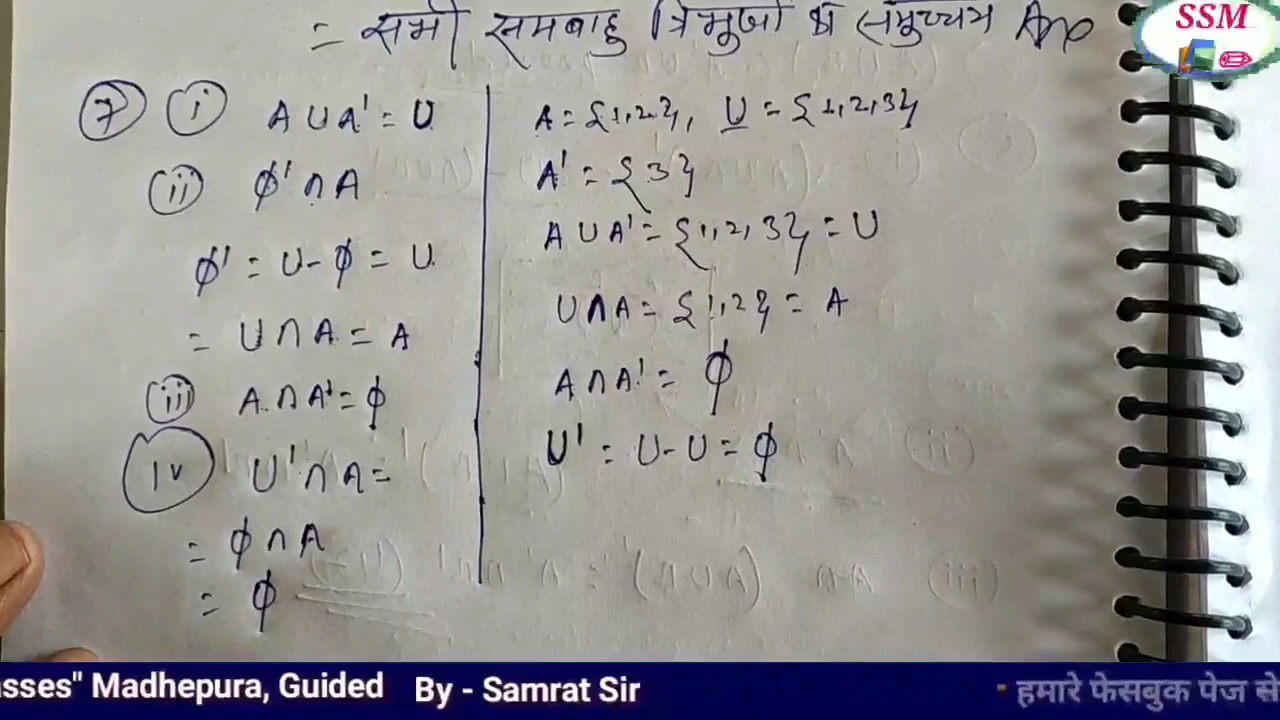 = सभी समबाहु त्रिभुजों का समुच्चय Ans
SSM
7 (i) A ∪ A' = U
(ii) ϕ' ∩ A
ϕ' = U - ϕ = U
= U ∩ A = A
(iii) A ∩ A' = ϕ
(iv) U' ∩ A =
= ϕ ∩ A
= ϕ
A = {1,2}, U = {1,2,3}
A' = {3}
A ∪ A' = {1,2,3} = U
U ∩ A = {1,2} = A
A ∩ A' = ϕ
U' = U - U = ϕ
asses" Madhepura, Guided By - Samrat Sir - हमारे फेसबुक पेज से